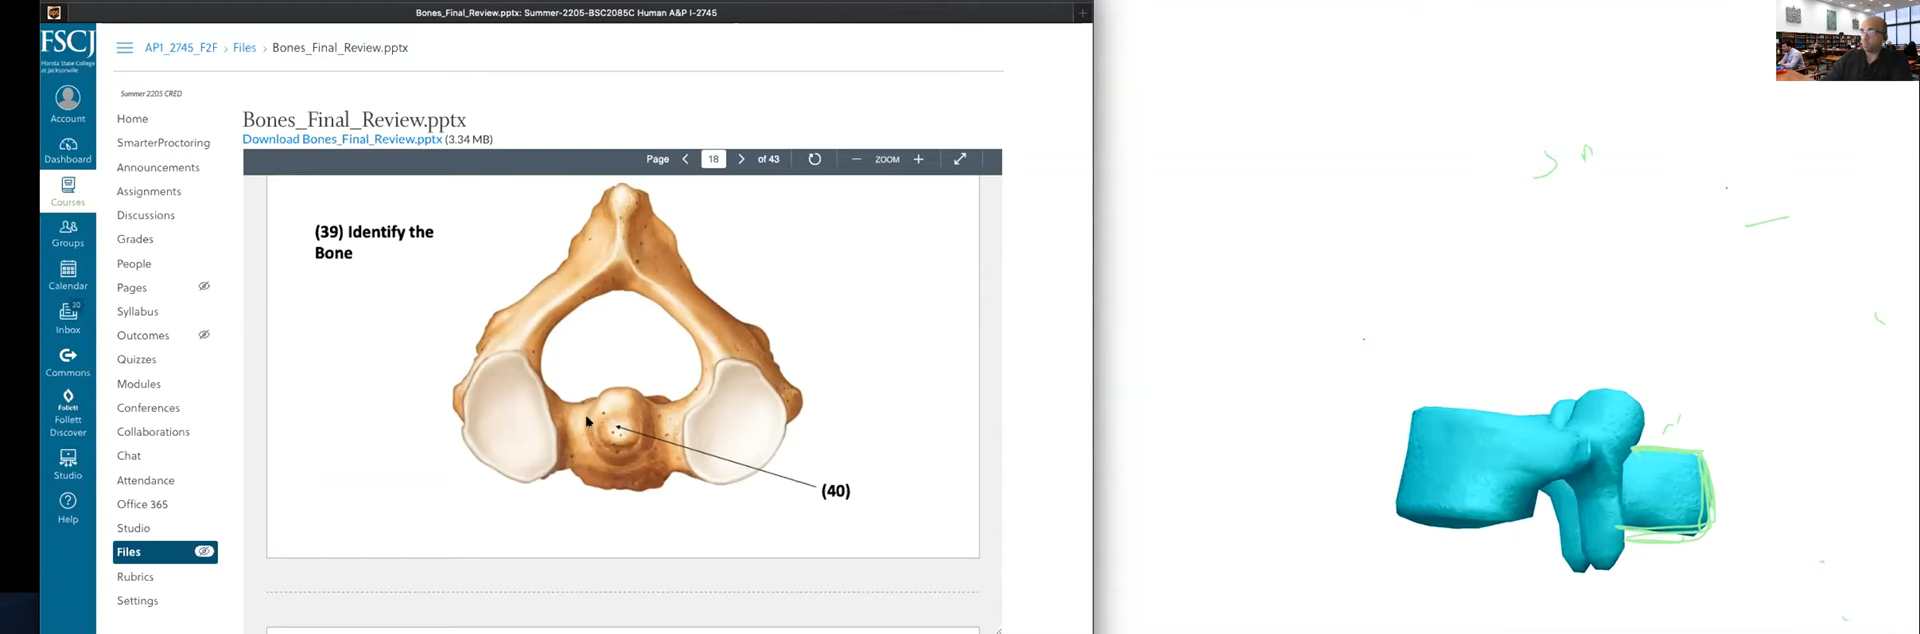 Bones_Final_Review.pptx: Summer-2205-BSC2085C Human A&P I-2745
FSCJ
Florida State College
at Jacksonville
Account
Dashboard
Courses
Groups
Calendar
20
Inbox
Commons
Follett
Follett
Discover
Studio
Help
API_2745_F2F > Files > Bones_Final_Review.pptx
Summer 2205 CRED
Home
SmarterProctoring
Announcements
Assignments
Discussions
Grades
People
Pages
Syllabus
Outcomes
Quizzes
Modules
Conferences
Collaborations
Chat
Attendance
Office 365
Studio
Files
Rubrics
Settings
Bones_Final_Review.pptx
Download Bones_Final_Review.pptx (3.34 MB)
Page < 18 > of 43 — ZOOM +
(39) Identify the
Bone
(40)